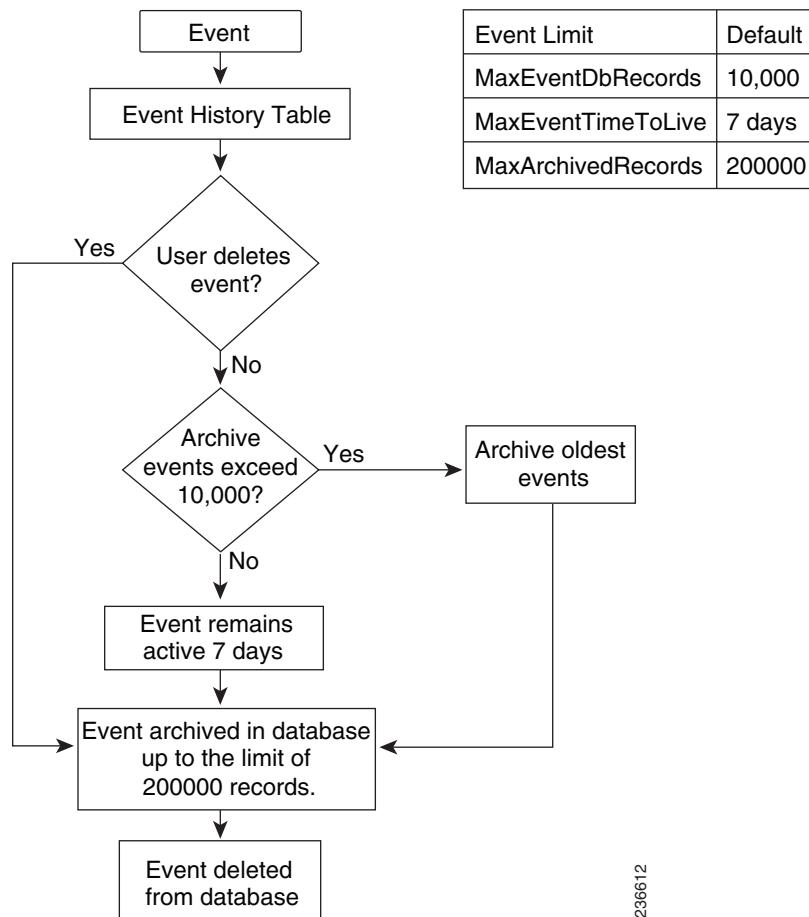 Event
Event History Table
Yes
User deletes
event?
No
Archive
events exceed
10,000?
Yes
Archive oldest
events
No
Event remains
active 7 days
Event archived in database
up to the limit of
200000 records.
Event deleted
from database
Event Limit Default
MaxEventDbRecords 10,000
MaxEventTimeToLive 7 days
MaxArchivedRecords 200000
236612